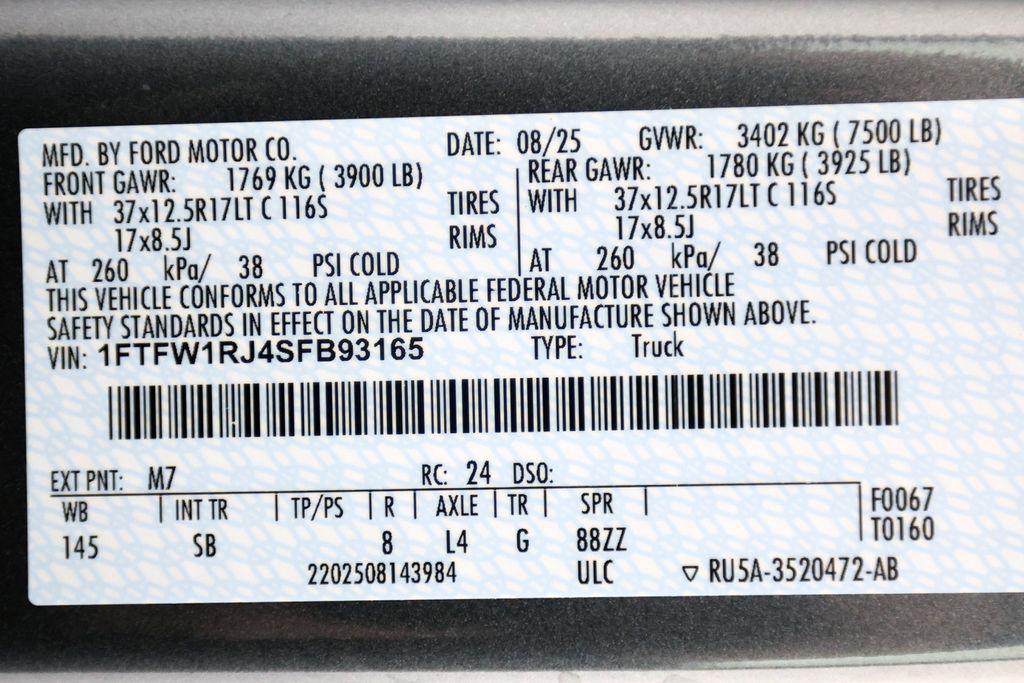 MFD. BY FORD MOTOR CO. DATE: 08/25 GVWR: 3402 KG ( 7500 LB)
FRONT GAWR: 1769 KG ( 3900 LB) REAR GAWR: 1780 KG ( 3925 LB)
WITH 37x12.5R17LT C 116S TIRES WITH 37x12.5R17LT C 116S TIRES
17x8.5J RIMS 17x8.5J RIMS
AT 260 kPa/ 38 PSI COLD AT 260 kPa/ 38 PSI COLD
THIS VEHICLE CONFORMS TO ALL APPLICABLE FEDERAL MOTOR VEHICLE
SAFETY STANDARDS IN EFFECT ON THE DATE OF MANUFACTURE SHOWN ABOVE.
VIN: 1FTFW1RJ4SFB93165 TYPE: Truck
EXT PNT: M7 RC: 24 DSO:
WB INT TR TP/PS R AXLE TR SPR F0067
T0160
145 SB 8 L4 G 88ZZ
2202508143984 ULC ▽ RU5A-3520472-AB